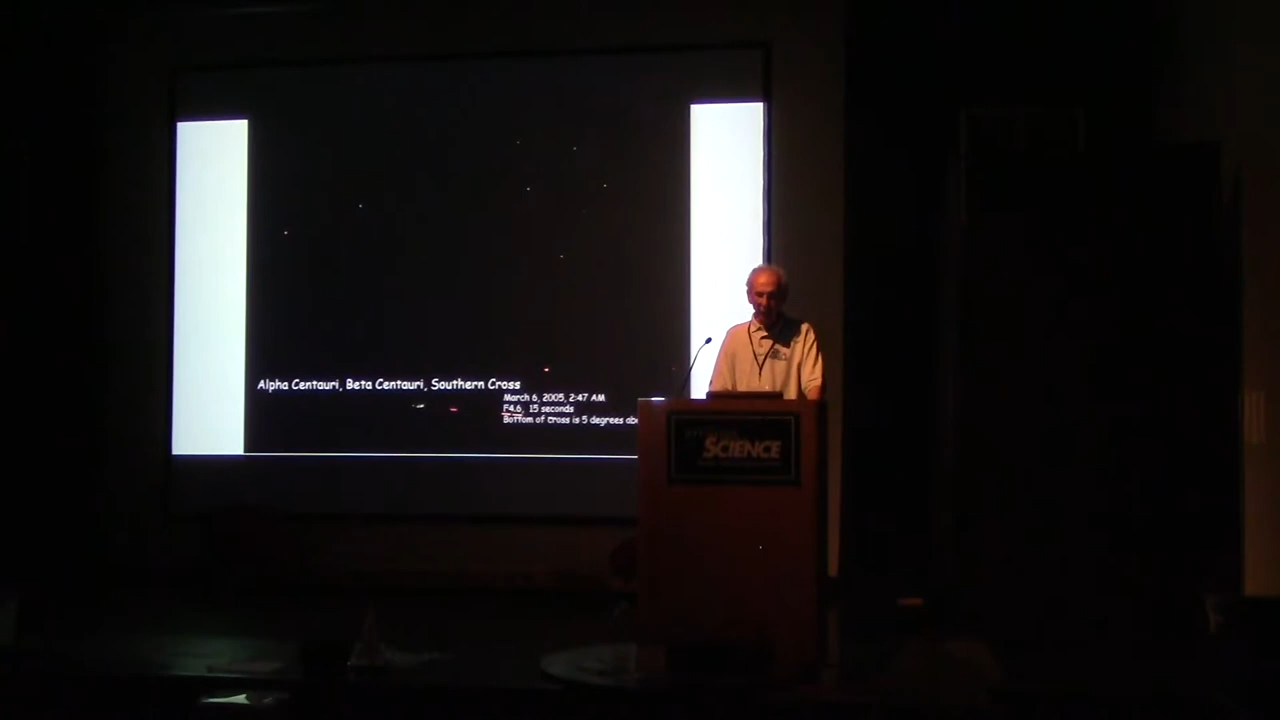 Alpha Centauri, Beta Centauri, Southern Cross
March 6, 2005, 2:47 AM
F4.6, 15 seconds
Bottom of cross is 5 degrees
SCIENCE